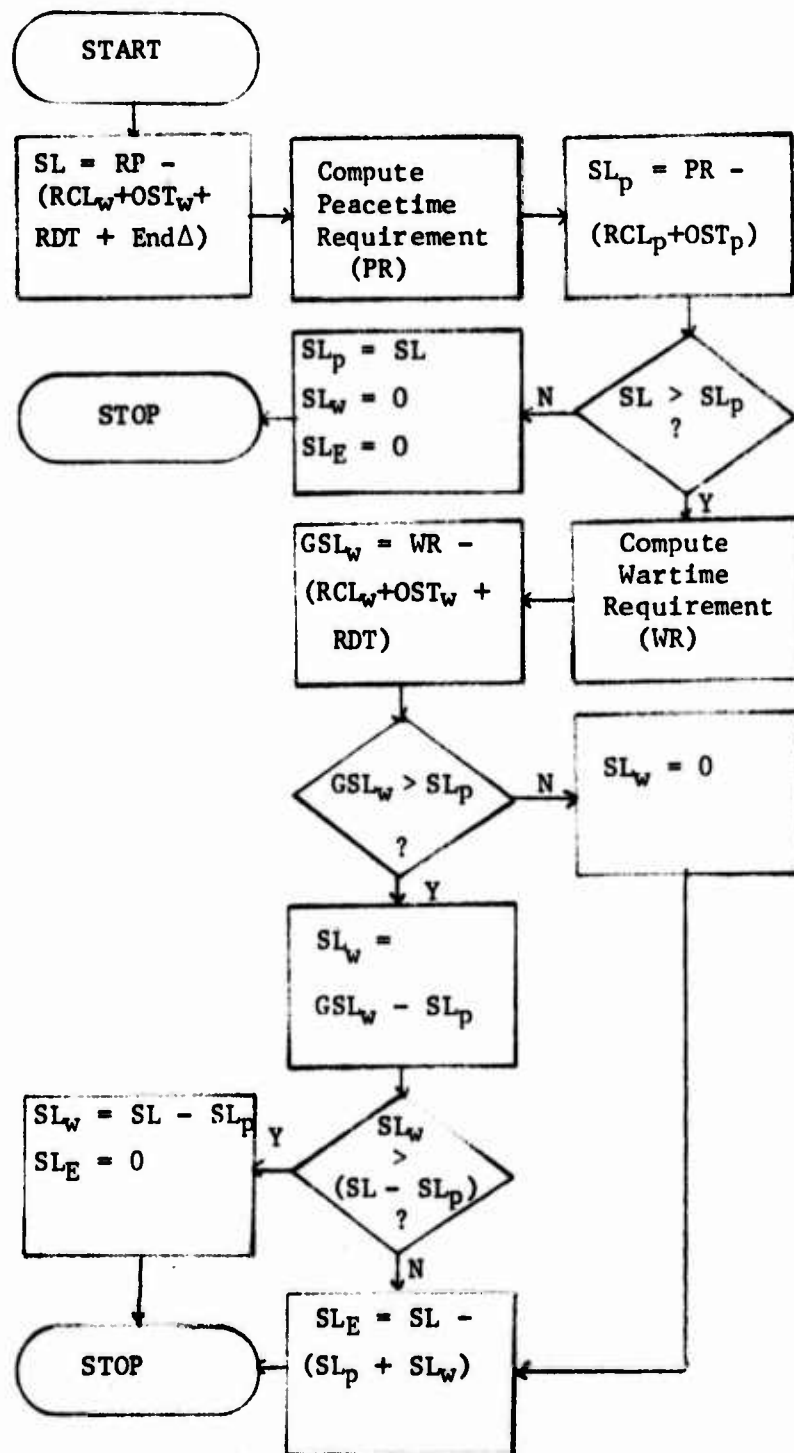 START
SL = RP -
(RCLw+OSTw+
RDT + EndΔ)
Compute
Peacetime
Requirement
(PR)
SLp = PR -
(RCLp+OSTp)
SL > SLp
?
N
Y
SLp = SL
SLw = 0
SLE = 0
STOP
Compute
Wartime
Requirement
(WR)
GSLw = WR -
(RCLw+OSTw +
RDT)
GSLw > SLp
?
N
Y
SLw = 0
SLw =
GSLw - SLp
SLw
>
(SL - SLp)
?
Y
N
SLw = SL - SLp
SLE = 0
SLE = SL -
(SLp + SLw)
STOP